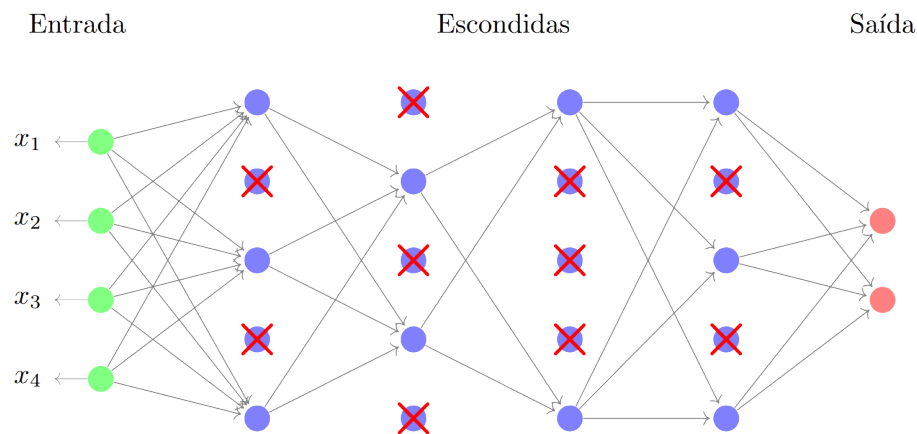 Entrada Escondidas Saída
x₁
x₂
x₃
x₄